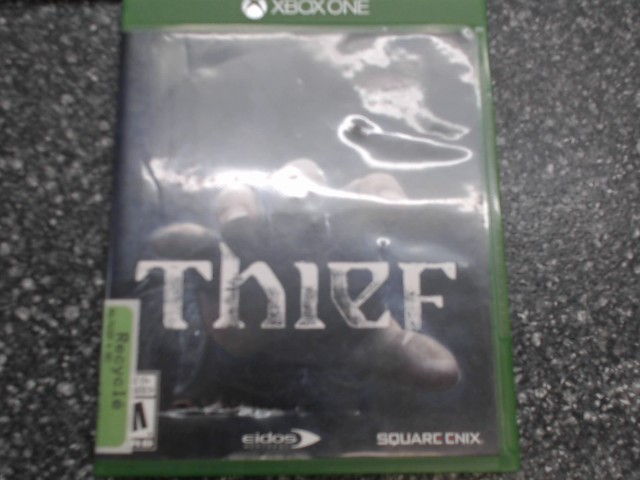 XBOX ONE
Thief
Recycle
M
eidos
SQUARE ENIX